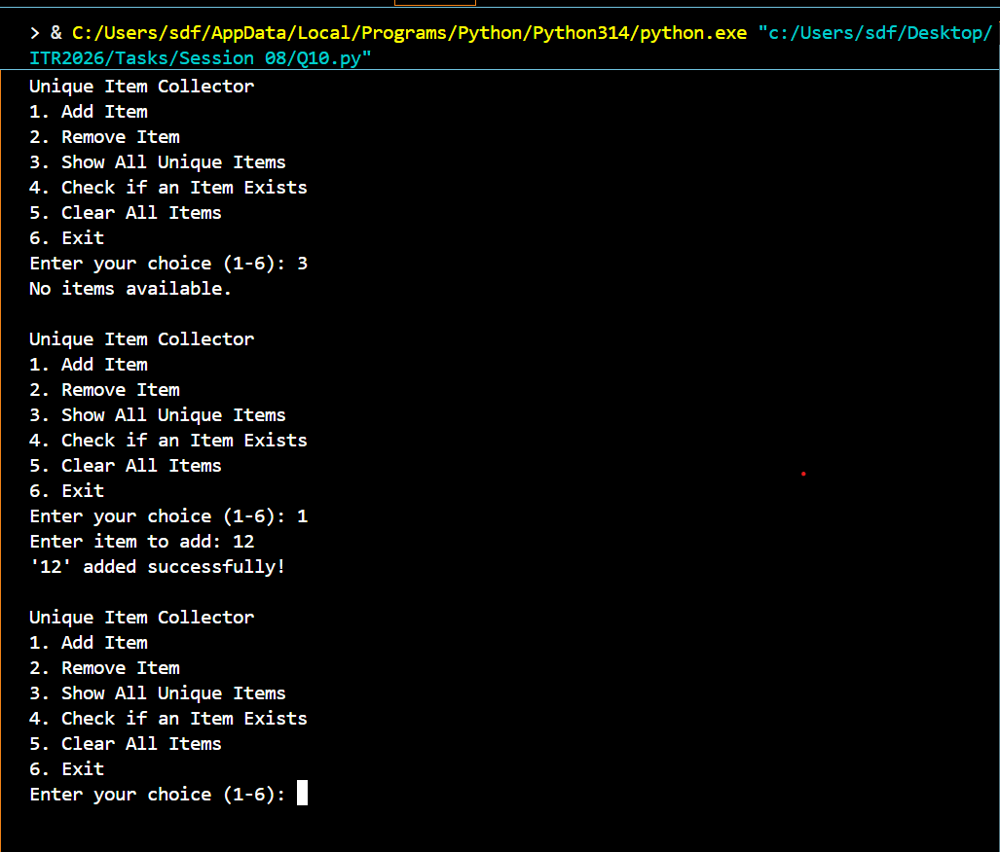 > & C:/Users/sdf/AppData/Local/Programs/Python/Python314/python.exe "c:/Users/sdf/Desktop/
ITR2026/Tasks/Session 08/Q10.py"
Unique Item Collector
1. Add Item
2. Remove Item
3. Show All Unique Items
4. Check if an Item Exists
5. Clear All Items
6. Exit
Enter your choice (1-6): 3
No items available.

Unique Item Collector
1. Add Item
2. Remove Item
3. Show All Unique Items
4. Check if an Item Exists
5. Clear All Items
6. Exit
Enter your choice (1-6): 1
Enter item to add: 12
'12' added successfully!

Unique Item Collector
1. Add Item
2. Remove Item
3. Show All Unique Items
4. Check if an Item Exists
5. Clear All Items
6. Exit
Enter your choice (1-6):